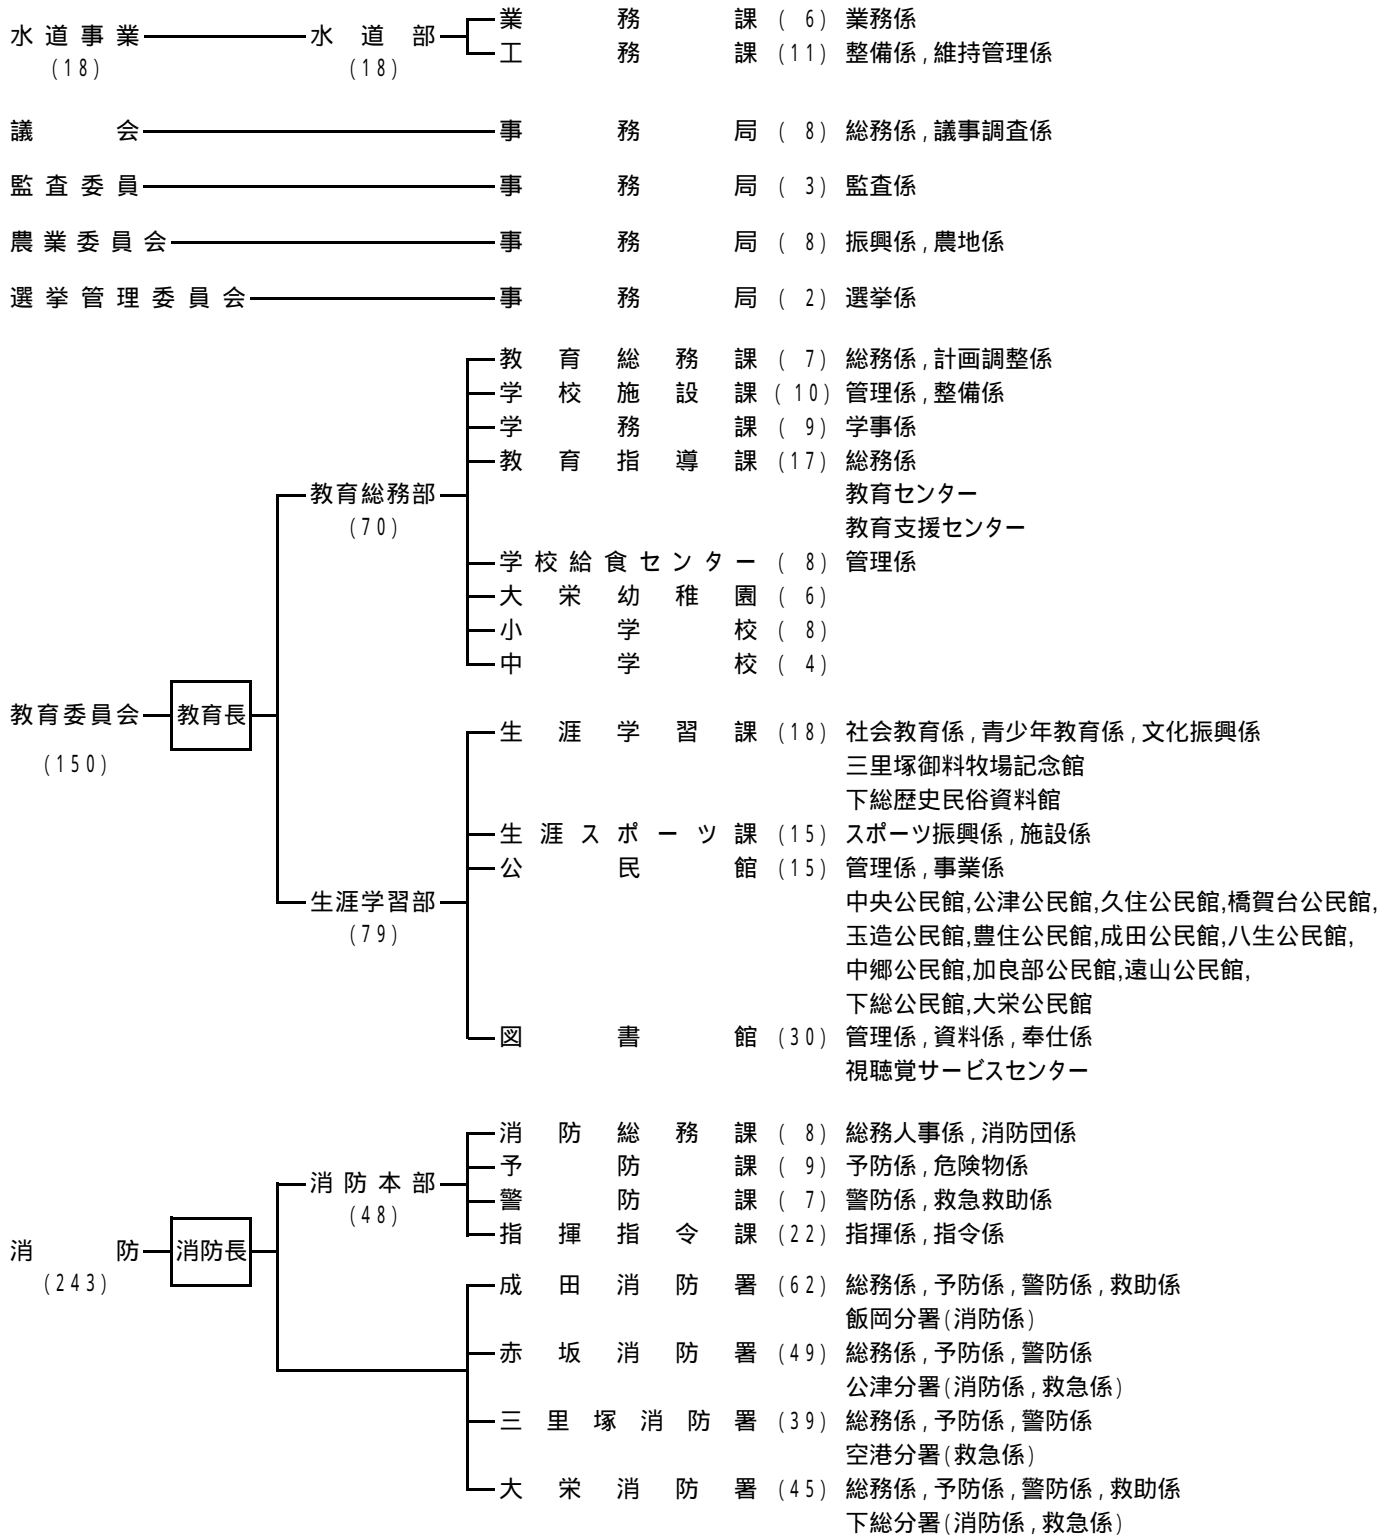 業務課 ( 6) 業務係
水道事業 水道部
工務課 (11) 整備係,維持管理係
(18) (18)
議会 事務局 ( 8) 総務係,議事調査係
監査委員 事務局 ( 3) 監査係
農業委員会 事務局 ( 8) 振興係,農地係
選挙管理委員会 事務局 ( 2) 選挙係
教育総務課 ( 7) 総務係,計画調整係
学校施設課 (10) 管理係,整備係
学務課 ( 9) 学事係
教育指導課 (17) 総務係
教育総務部 教育センター
(70) 教育支援センター
学校給食センター ( 8) 管理係
大栄幼稚園 ( 6)
小学校 ( 8)
中学校 ( 4)
教育委員会 教育長
(150)
生涯学習課 (18) 社会教育係,青少年教育係,文化振興係
三里塚御料牧場記念館
下総歴史民俗資料館
生涯スポーツ課 (15) スポーツ振興係,施設係
公民館 (15) 管理係,事業係
生涯学習部 中央公民館,公津公民館,久住公民館,橋賀台公民館,
(79) 玉造公民館,豊住公民館,成田公民館,八生公民館,
中郷公民館,加良部公民館,遠山公民館,
下総公民館,大栄公民館
図書館 (30) 管理係,資料係,奉仕係
視聴覚サービスセンター
消防総務課 ( 8) 総務人事係,消防団係
予防課 ( 9) 予防係,危険物係
消防本部
(48)
警防課 ( 7) 警防係,救急救助係
指揮指令課 (22) 指揮係,指令係
消防 消防長
(243)
成田消防署 (62) 総務係,予防係,警防係,救助係
飯岡分署(消防係)
赤坂消防署 (49) 総務係,予防係,警防係
公津分署(消防係,救急係)
三里塚消防署 (39) 総務係,予防係,警防係
空港分署(救急係)
大栄消防署 (45) 総務係,予防係,警防係,救助係
下総分署(消防係,救急係)